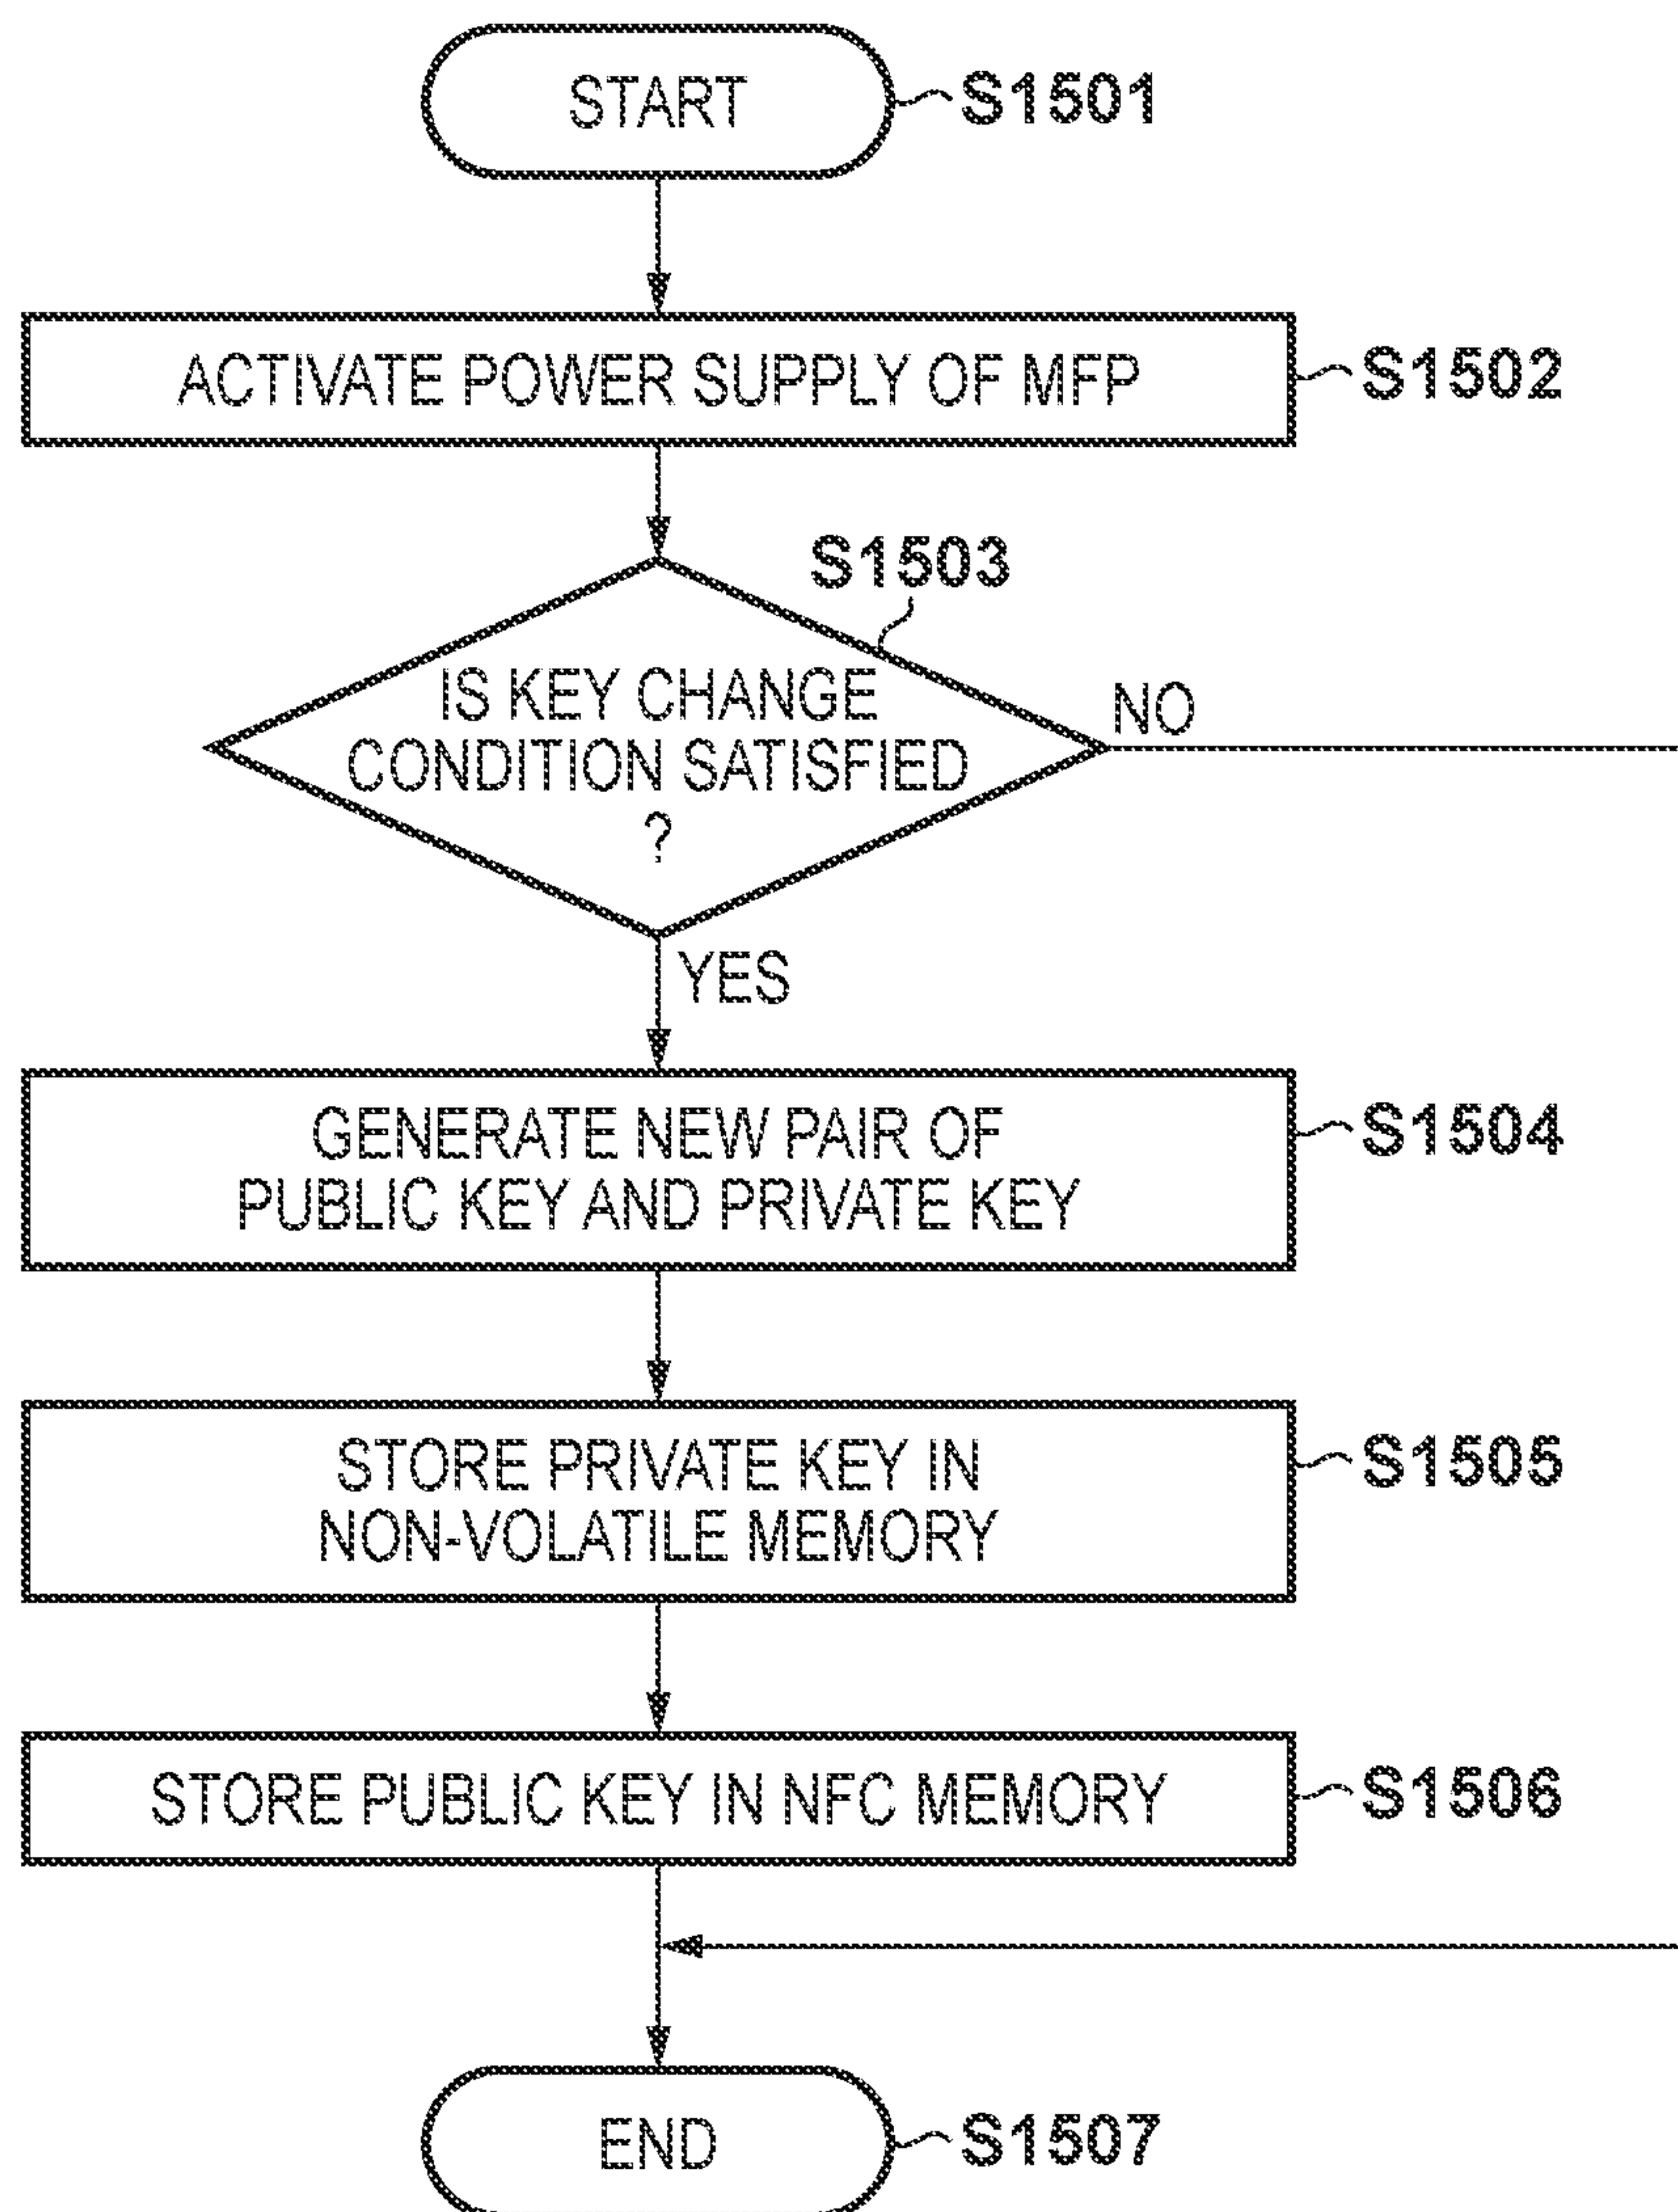 START
S1501
ACTIVATE POWER SUPPLY OF MFP
S1502
S1503
IS KEY CHANGE
CONDITION SATISFIED
?
NO
YES
GENERATE NEW PAIR OF
PUBLIC KEY AND PRIVATE KEY
S1504
STORE PRIVATE KEY IN
NON-VOLATILE MEMORY
S1505
STORE PUBLIC KEY IN NFC MEMORY
S1506
END
S1507